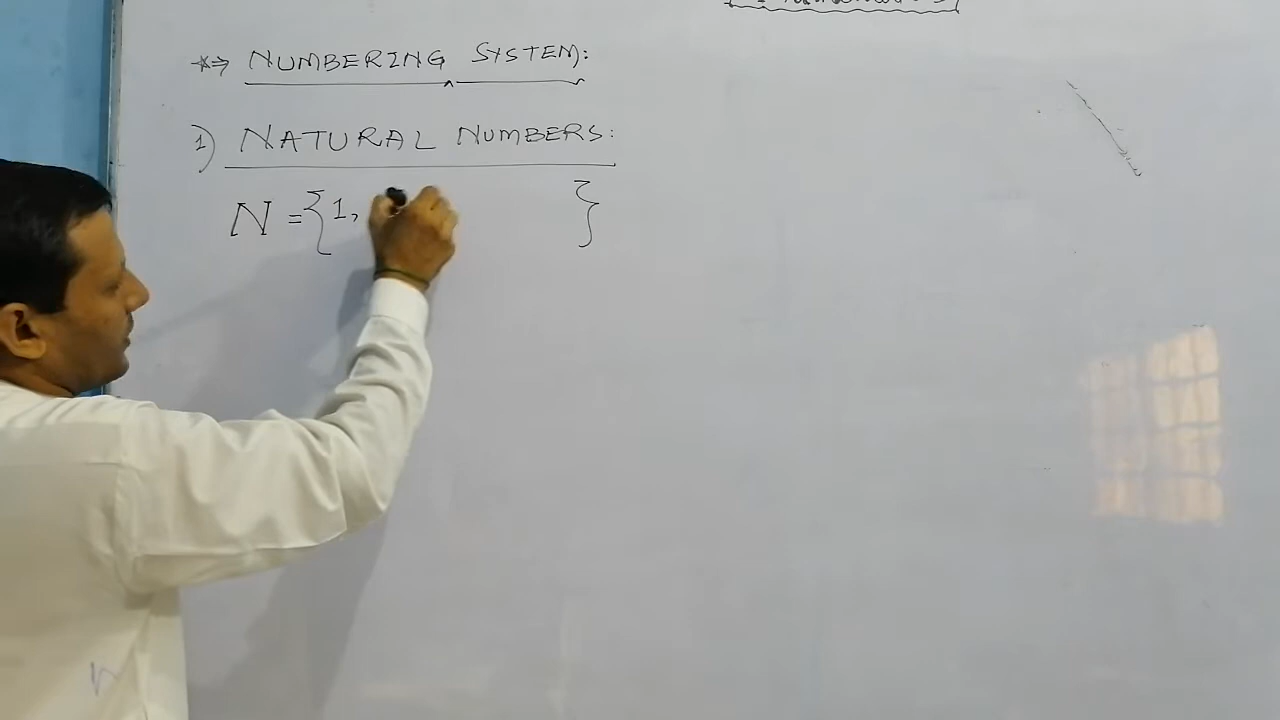 *⇒ NUMBERING SYSTEM:
1) NATURAL NUMBERS:
N = {1, }